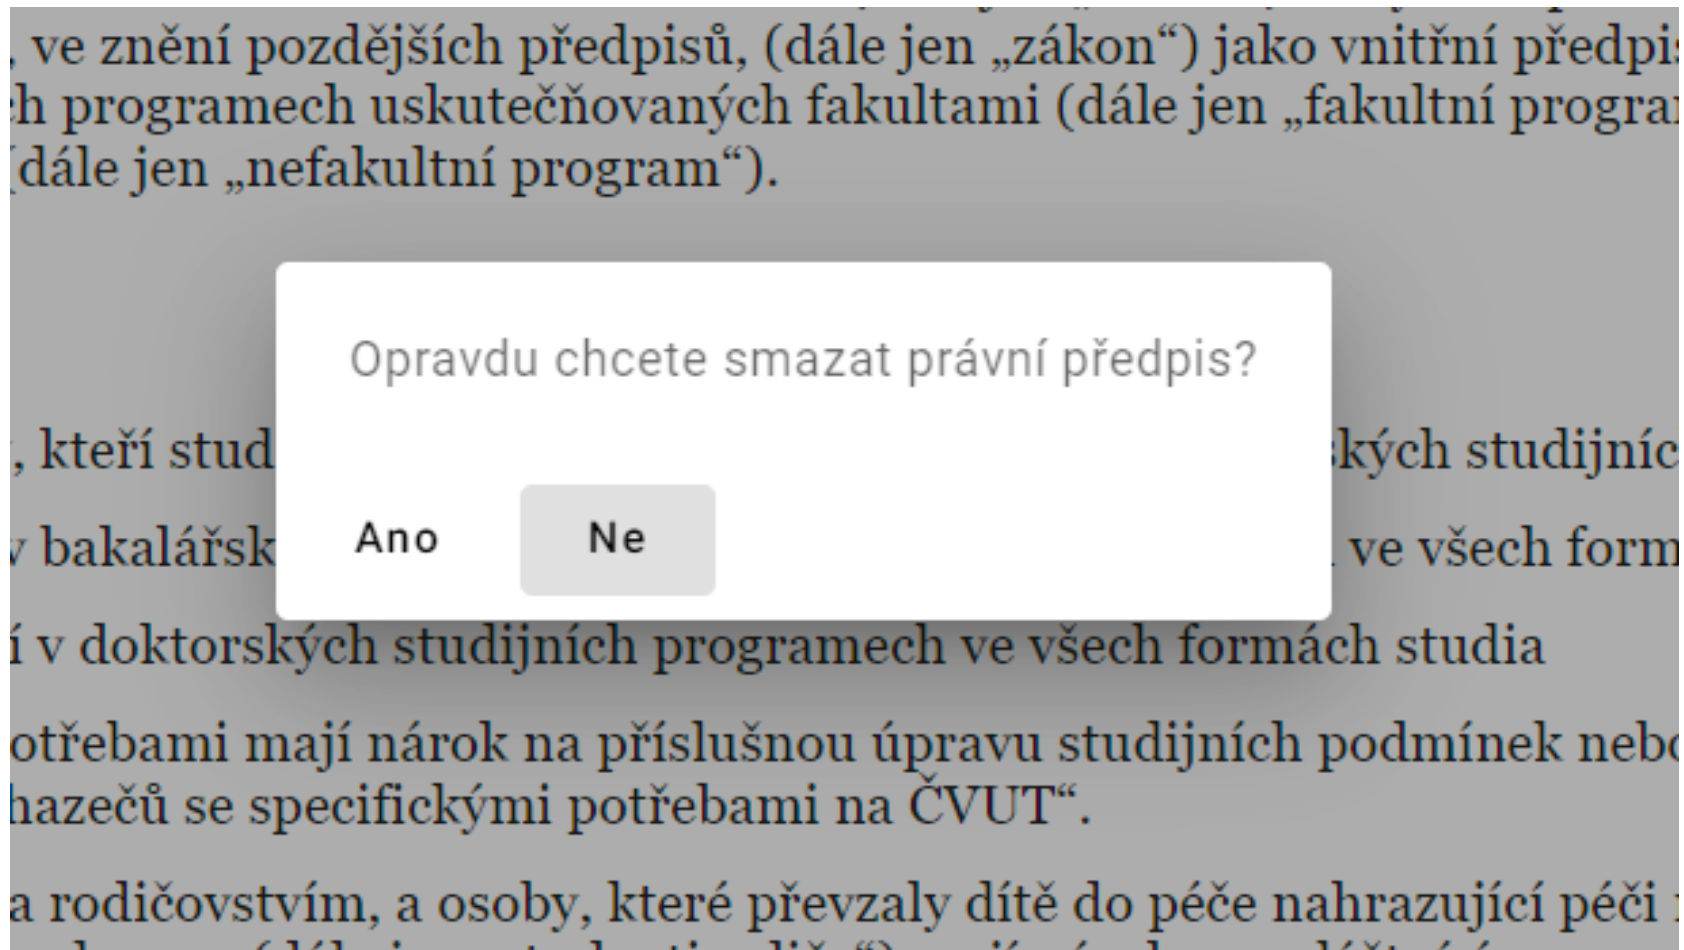 , ve znění pozdějších předpisů, (dále jen „zákon“) jako vnitřní předpis
ch programech uskutečňovaných fakultami (dále jen „fakultní progra
(dále jen „nefakultní program“).
Opravdu chcete smazat právní předpis?
, kteří stud
ských studijníc
Ano
Ne
v bakalářsk
ve všech form
í v doktorských studijních programech ve všech formách studia
otřebami mají nárok na příslušnou úpravu studijních podmínek nebo
hazečů se specifickými potřebami na ČVUT“.
a rodičovstvím, a osoby, které převzaly dítě do péče nahrazující péči